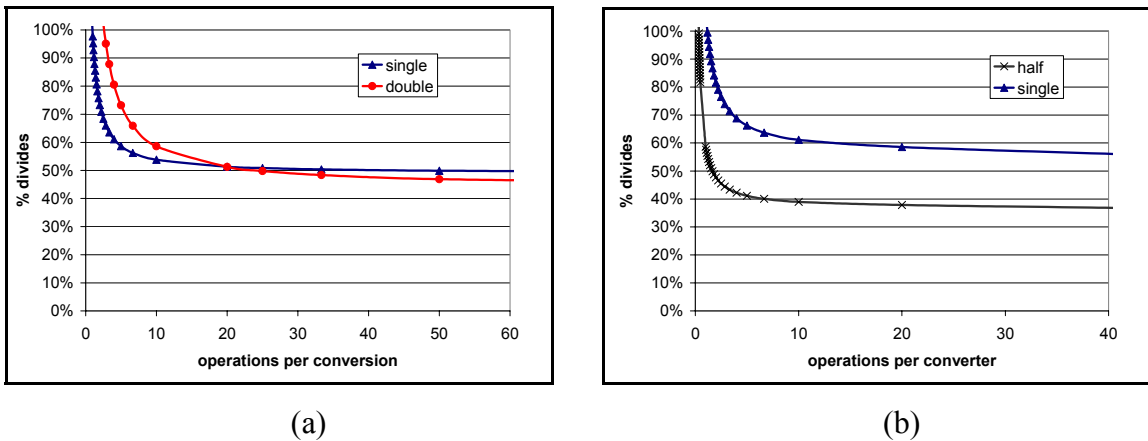 100%
90%
80%
70%
60%
50%
40%
30%
20%
10%
0%
% divides
single
double
0 10 20 30 40 50 60
operations per conversion
(a)
100%
90%
80%
70%
60%
50%
40%
30%
20%
10%
0%
% divides
half
single
0 10 20 30 40
operations per converter
(b)